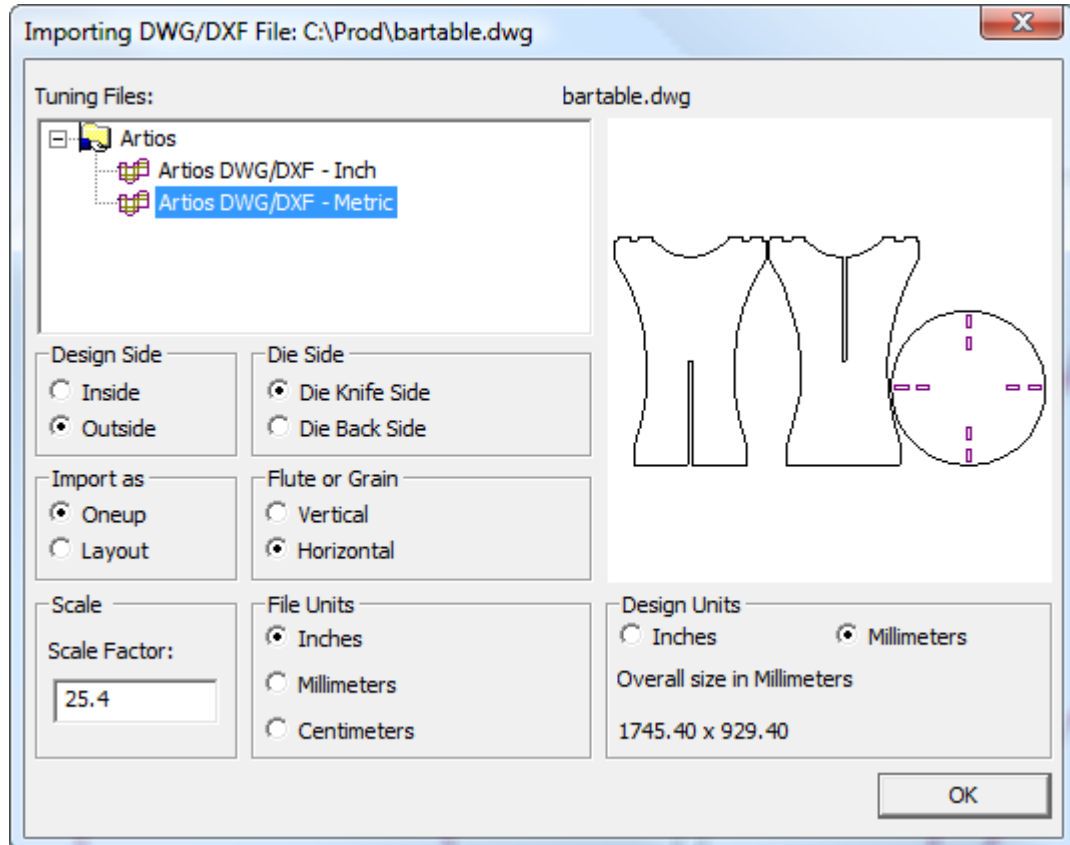 Importing DWG/DXF File: C:\Prod\bartable.dwg
Tuning Files:
bartable.dwg
Artios
Artios DWG/DXF - Inch
Artios DWG/DXF - Metric
Design Side
Inside
Outside
Die Side
Die Knife Side
Die Back Side
Import as
Oneup
Layout
Flute or Grain
Vertical
Horizontal
Scale
Scale Factor:
25.4
File Units
Inches
Millimeters
Centimeters
Design Units
Inches
Millimeters
Overall size in Millimeters
1745.40 x 929.40
OK